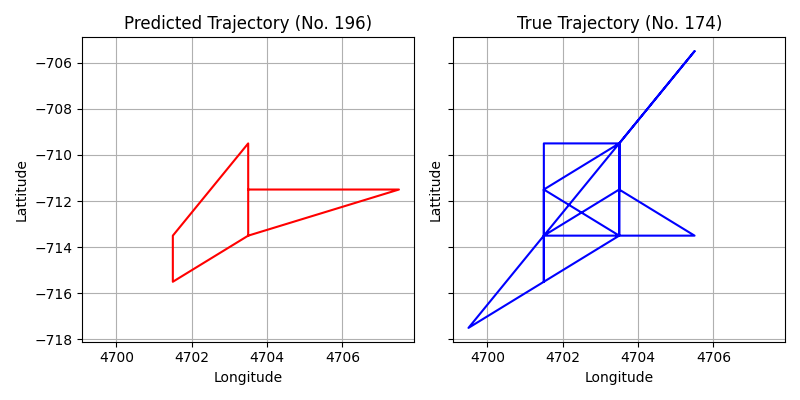 Predicted Trajectory (No. 196)
True Trajectory (No. 174)
Lattitude
−706
−708
−710
−712
−714
−716
−718
4700
4702
4704
4706
Longitude
Lattitude
4700
4702
4704
4706
Longitude